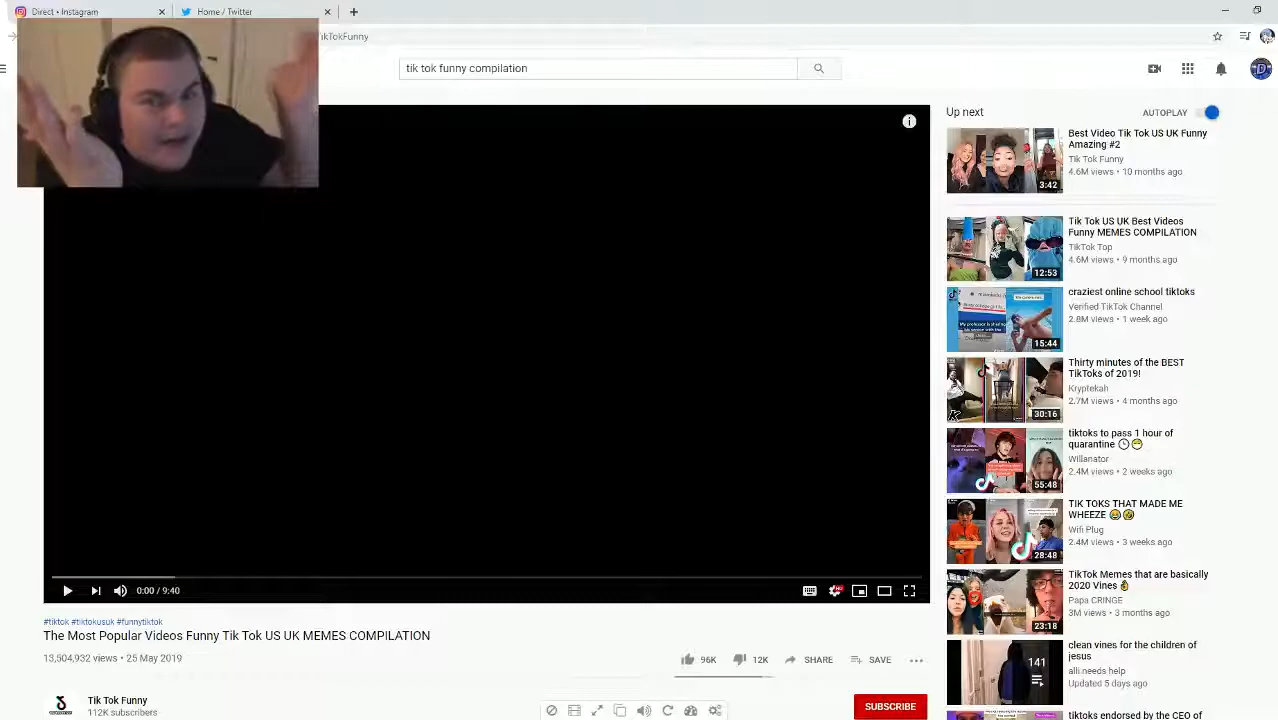 Direct • Instagram
Home / Twitter
ikTokFunny
tik tok funny compilation
Up next
AUTOPLAY
Best Video Tik Tok US UK Funny
Amazing #2
Tik Tok Funny
4.6M views • 10 months ago
3:42
Tik Tok US UK Best Videos
Funny MEMES COMPILATION
TikTok Top
4.6M views • 9 months ago
12:53
craziest online school tiktoks
Verified TikTok Channel
2.8M views • 1 week ago
15:44
Thirty minutes of the BEST
TikToks of 2019!
Kryptekah
2.7M views • 4 months ago
30:16
tiktoks to pass 1 hour of
quarantine
Willanator
2.4M views • 2 weeks ago
55:48
TIK TOKS THAT MADE ME
WHEEZE
Wifi Plug
2.4M views • 3 weeks ago
28:48
TikTok Memes that are basically
2020 Vines
Papa CRINGE
3M views • 3 months ago
23:18
clean vines for the children of
jesus
alli needs help
Updated 5 days ago
141
tiktoks endorsed by the ceo of
0:00 / 9:40
#tiktok #tiktokusuk #funnytiktok
The Most Popular Videos Funny Tik Tok US UK MEMES COMPILATION
13,504,932 views • 25 May 2019
96K
12K
SHARE
SAVE
Tik Tok Funny
112K subscribers
SUBSCRIBE